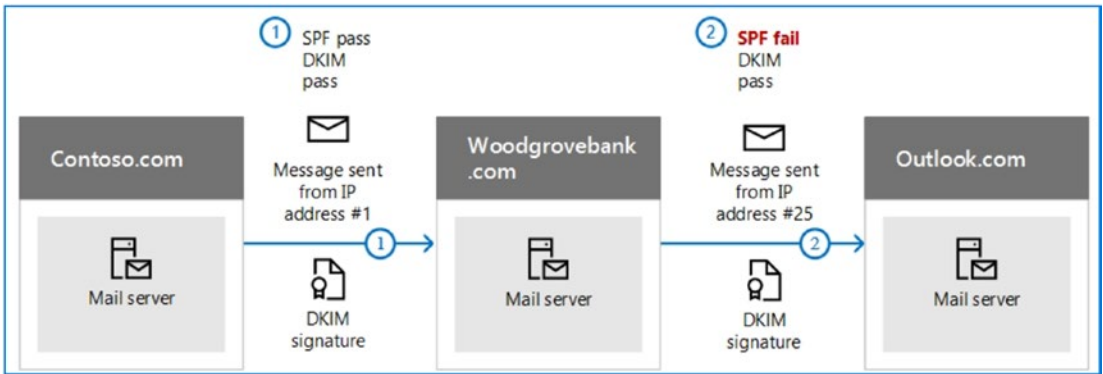 1
SPF pass
DKIM
pass
2
SPF fail
DKIM
pass
Contoso.com
Mail server
Message sent
from IP
address #1
1
DKIM
signature
Woodgrovebank
.com
Mail server
Message sent
from IP
address #25
2
DKIM
signature
Outlook.com
Mail server